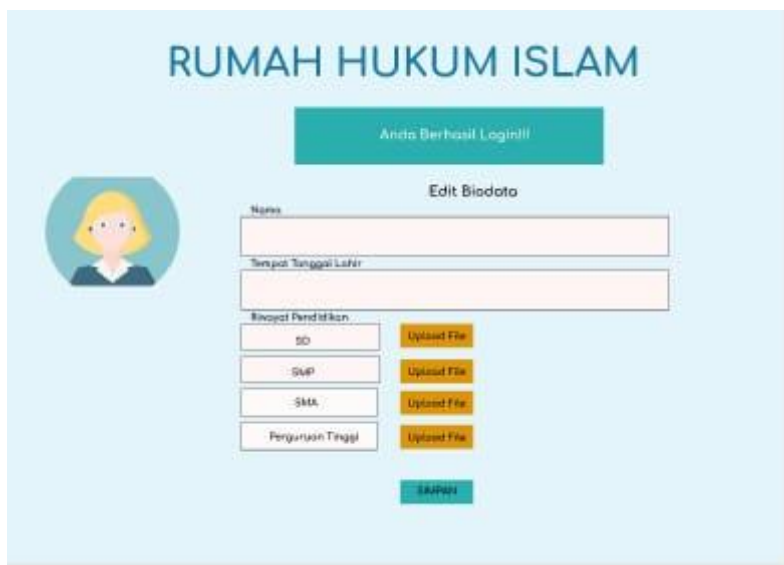 RUMAH HUKUM ISLAM
Anda Berhasil Login!!!
Edit Biodata
Nama
Tempat Tanggal Lahir
Riwayat Pendidikan
SD
Upload File
SMP
Upload File
SMA
Upload File
Perguruan Tinggi
Upload File
SIMPAN